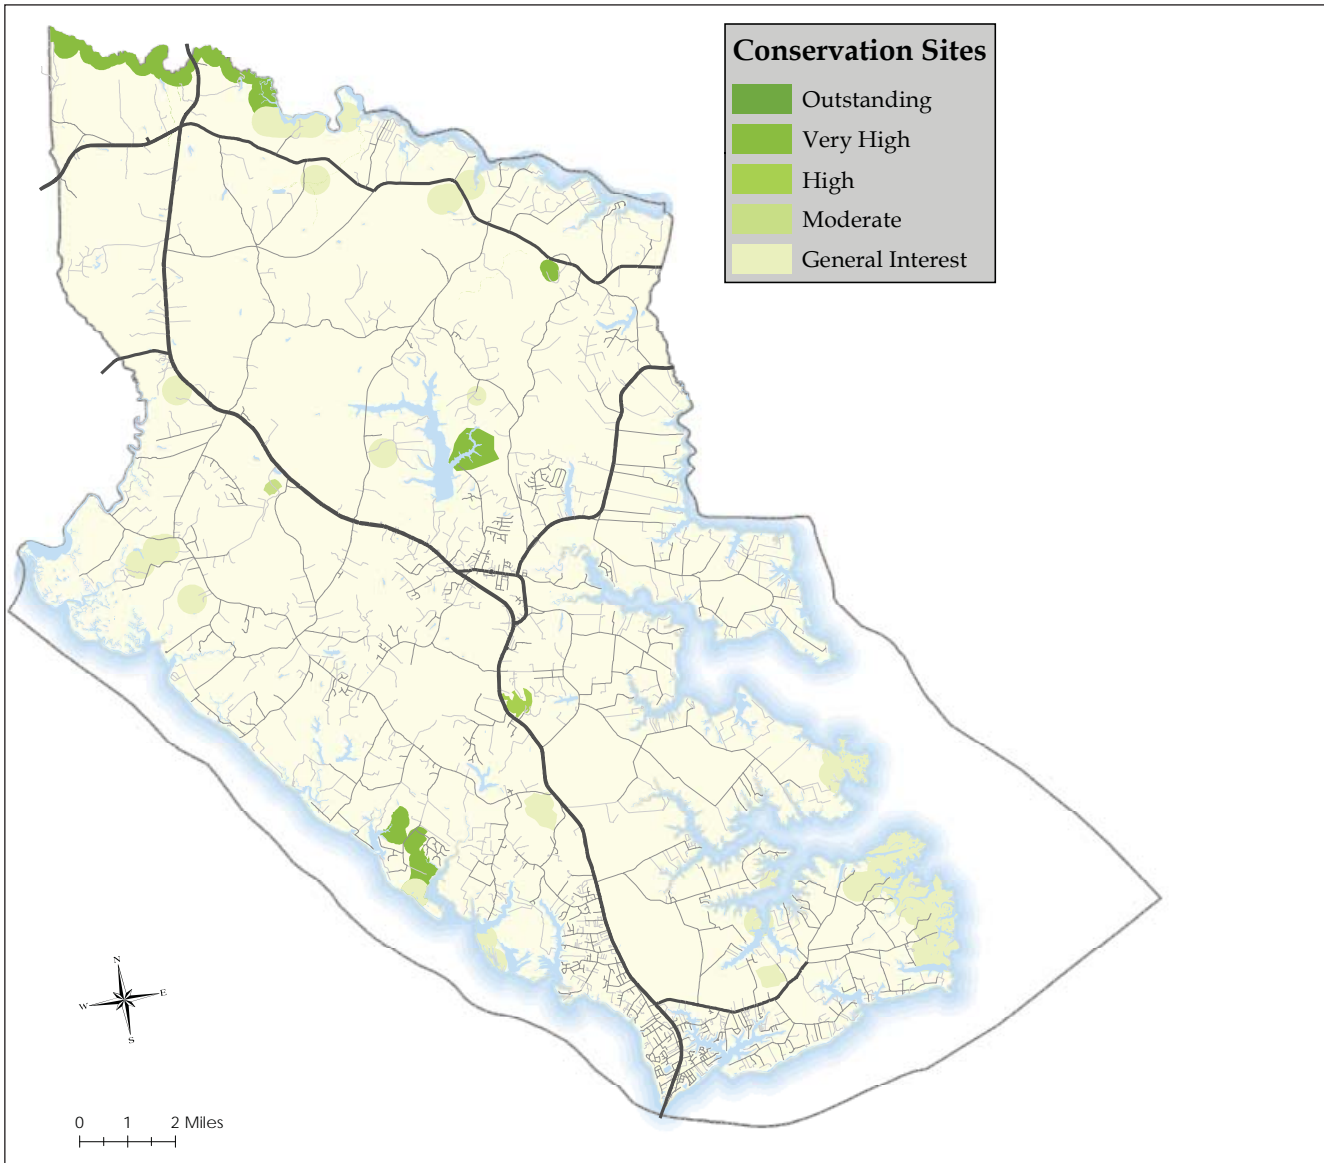 Conservation Sites
Outstanding
Very High
High
Moderate
General Interest
N
W E
S
0 1 2 Miles